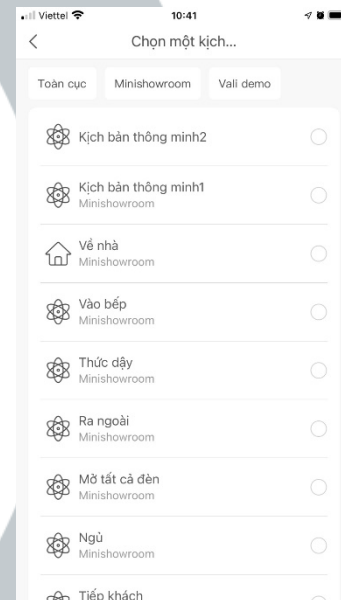 Viettel 10:41
Chọn một kịch...
Toàn cục Minishowroom Vali demo
Kịch bản thông minh2
Kịch bản thông minh1
Minishowroom
Về nhà
Minishowroom
Vào bếp
Minishowroom
Thức dậy
Minishowroom
Ra ngoài
Minishowroom
Mở tất cả đèn
Minishowroom
Ngủ
Minishowroom
Tiếp khách